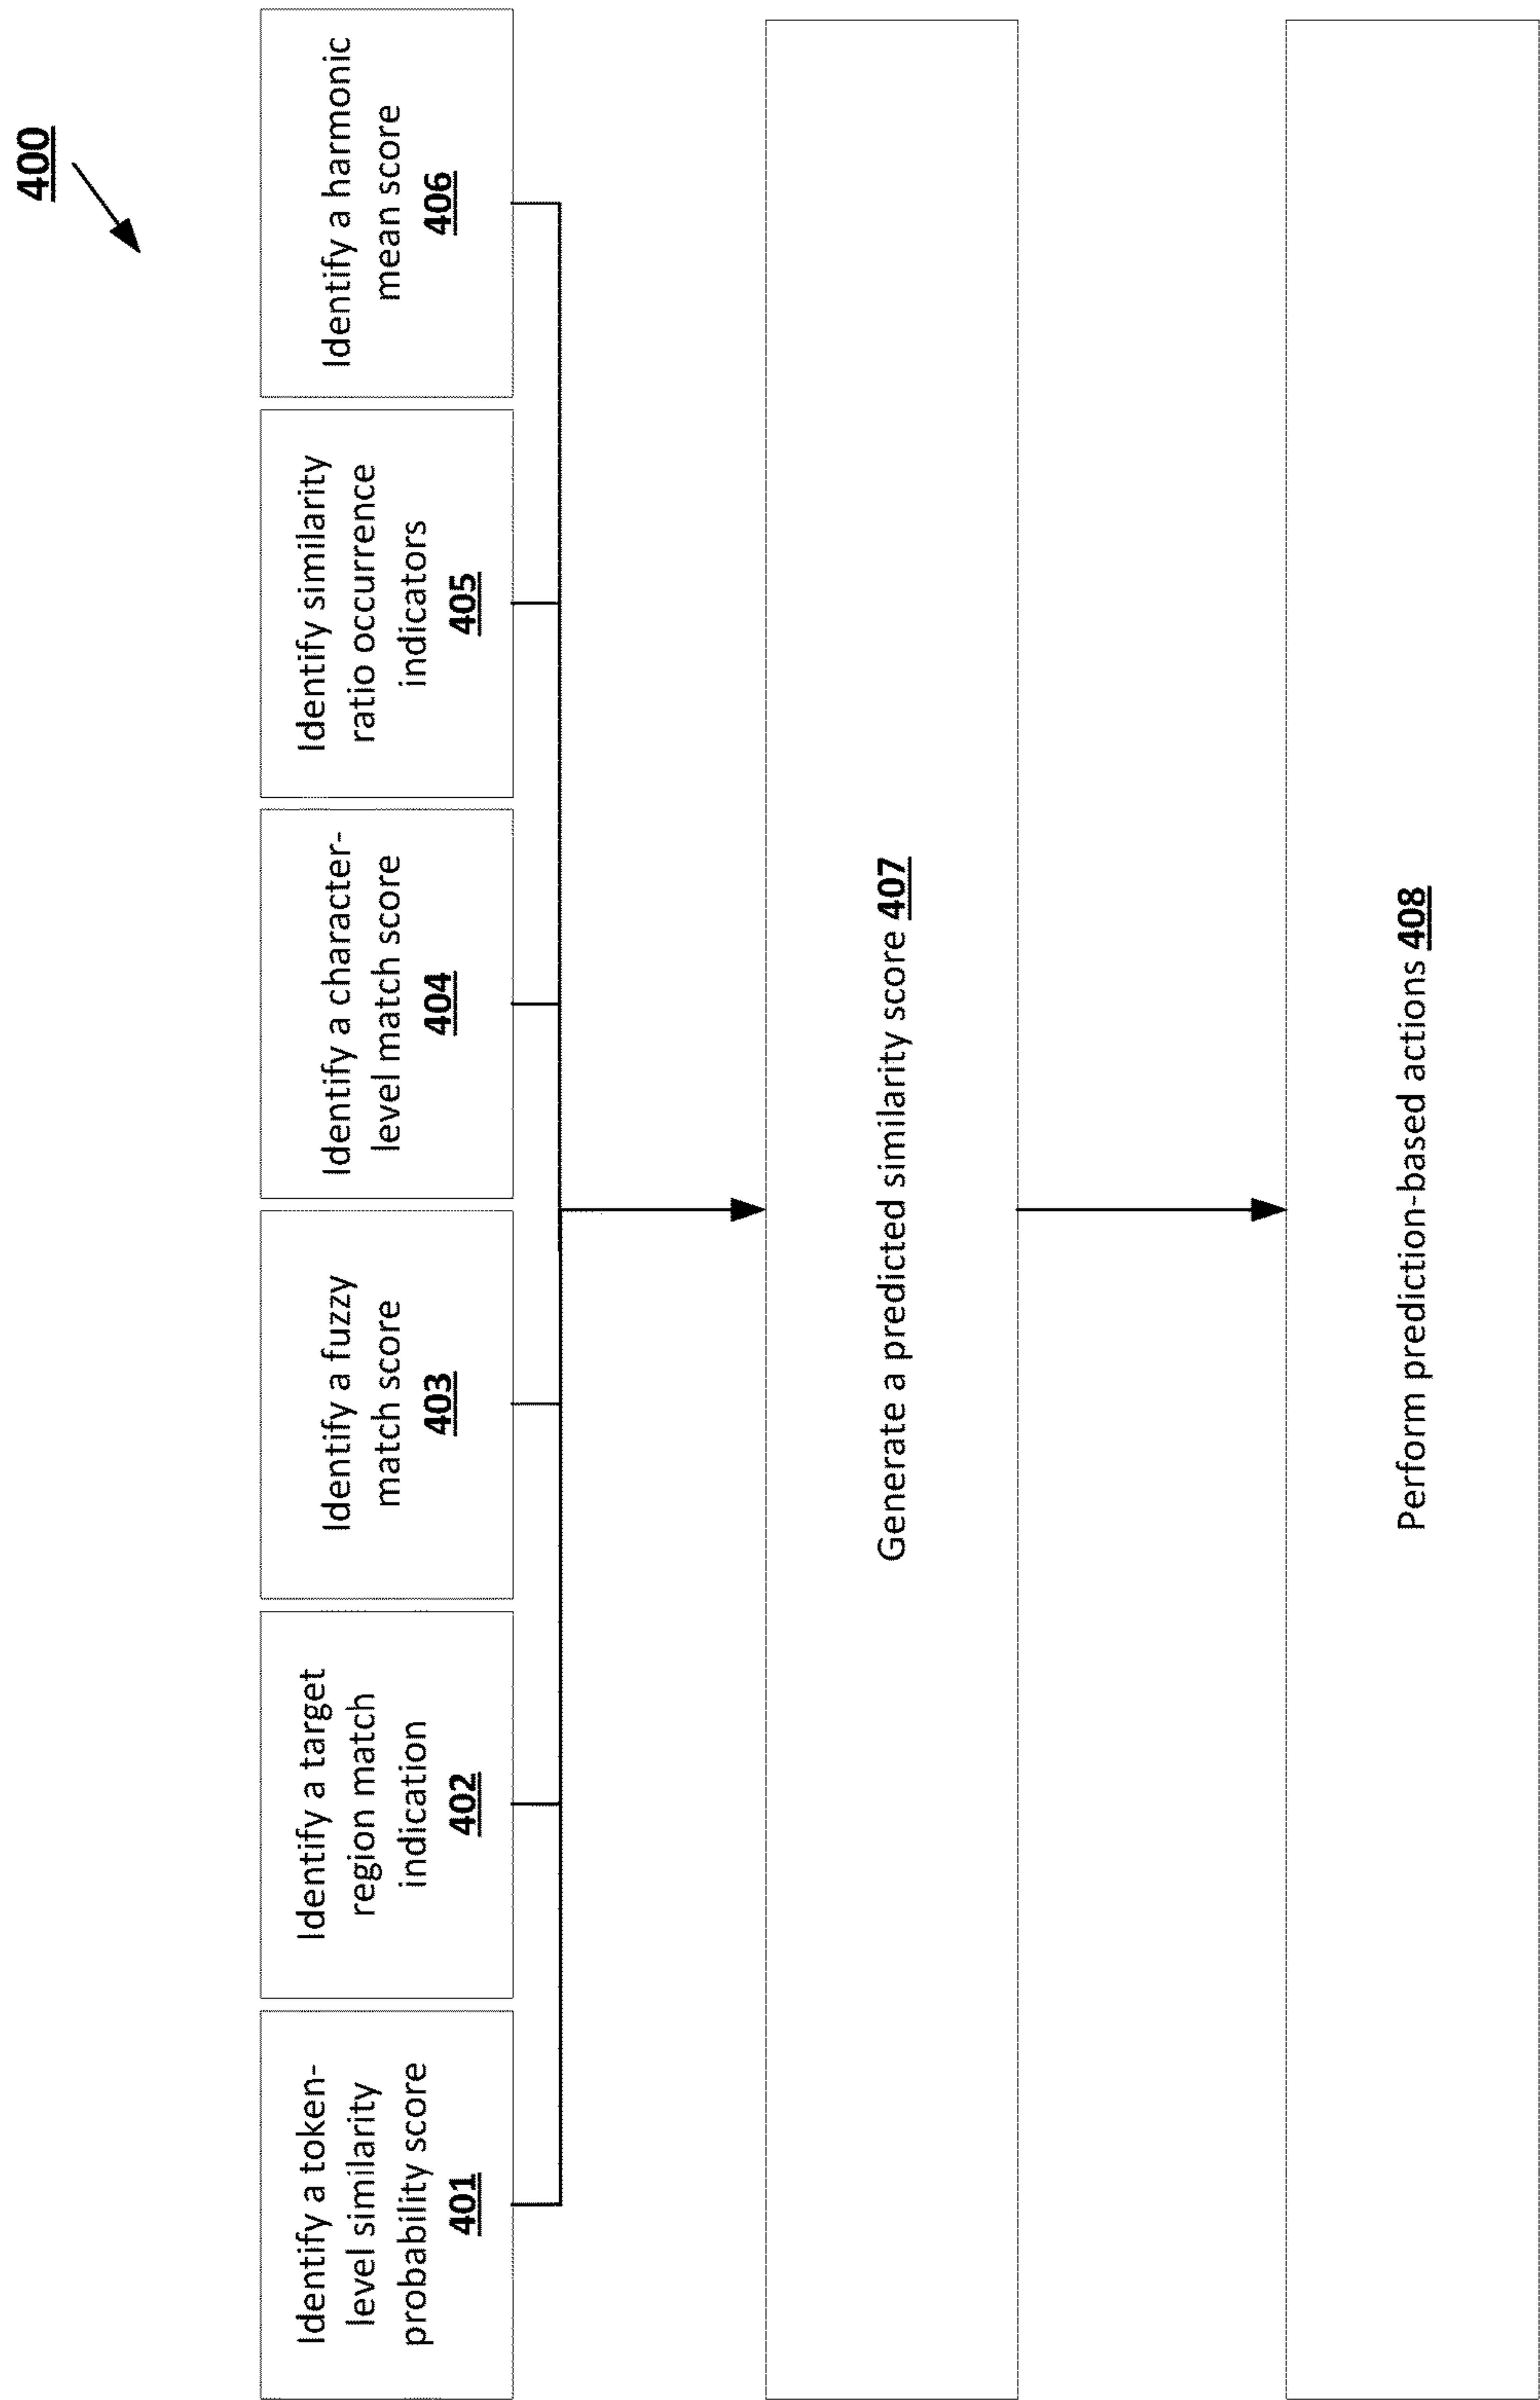 400
Identify a token-
level similarity
probability score
401
Identify a target
region match
indication
402
Identify a fuzzy
match score
403
Identify a character-
level match score
404
Identify similarity
ratio occurrence
indicators
405
Identify a harmonic
mean score
406
Generate a predicted similarity score 407
Perform prediction-based actions 408